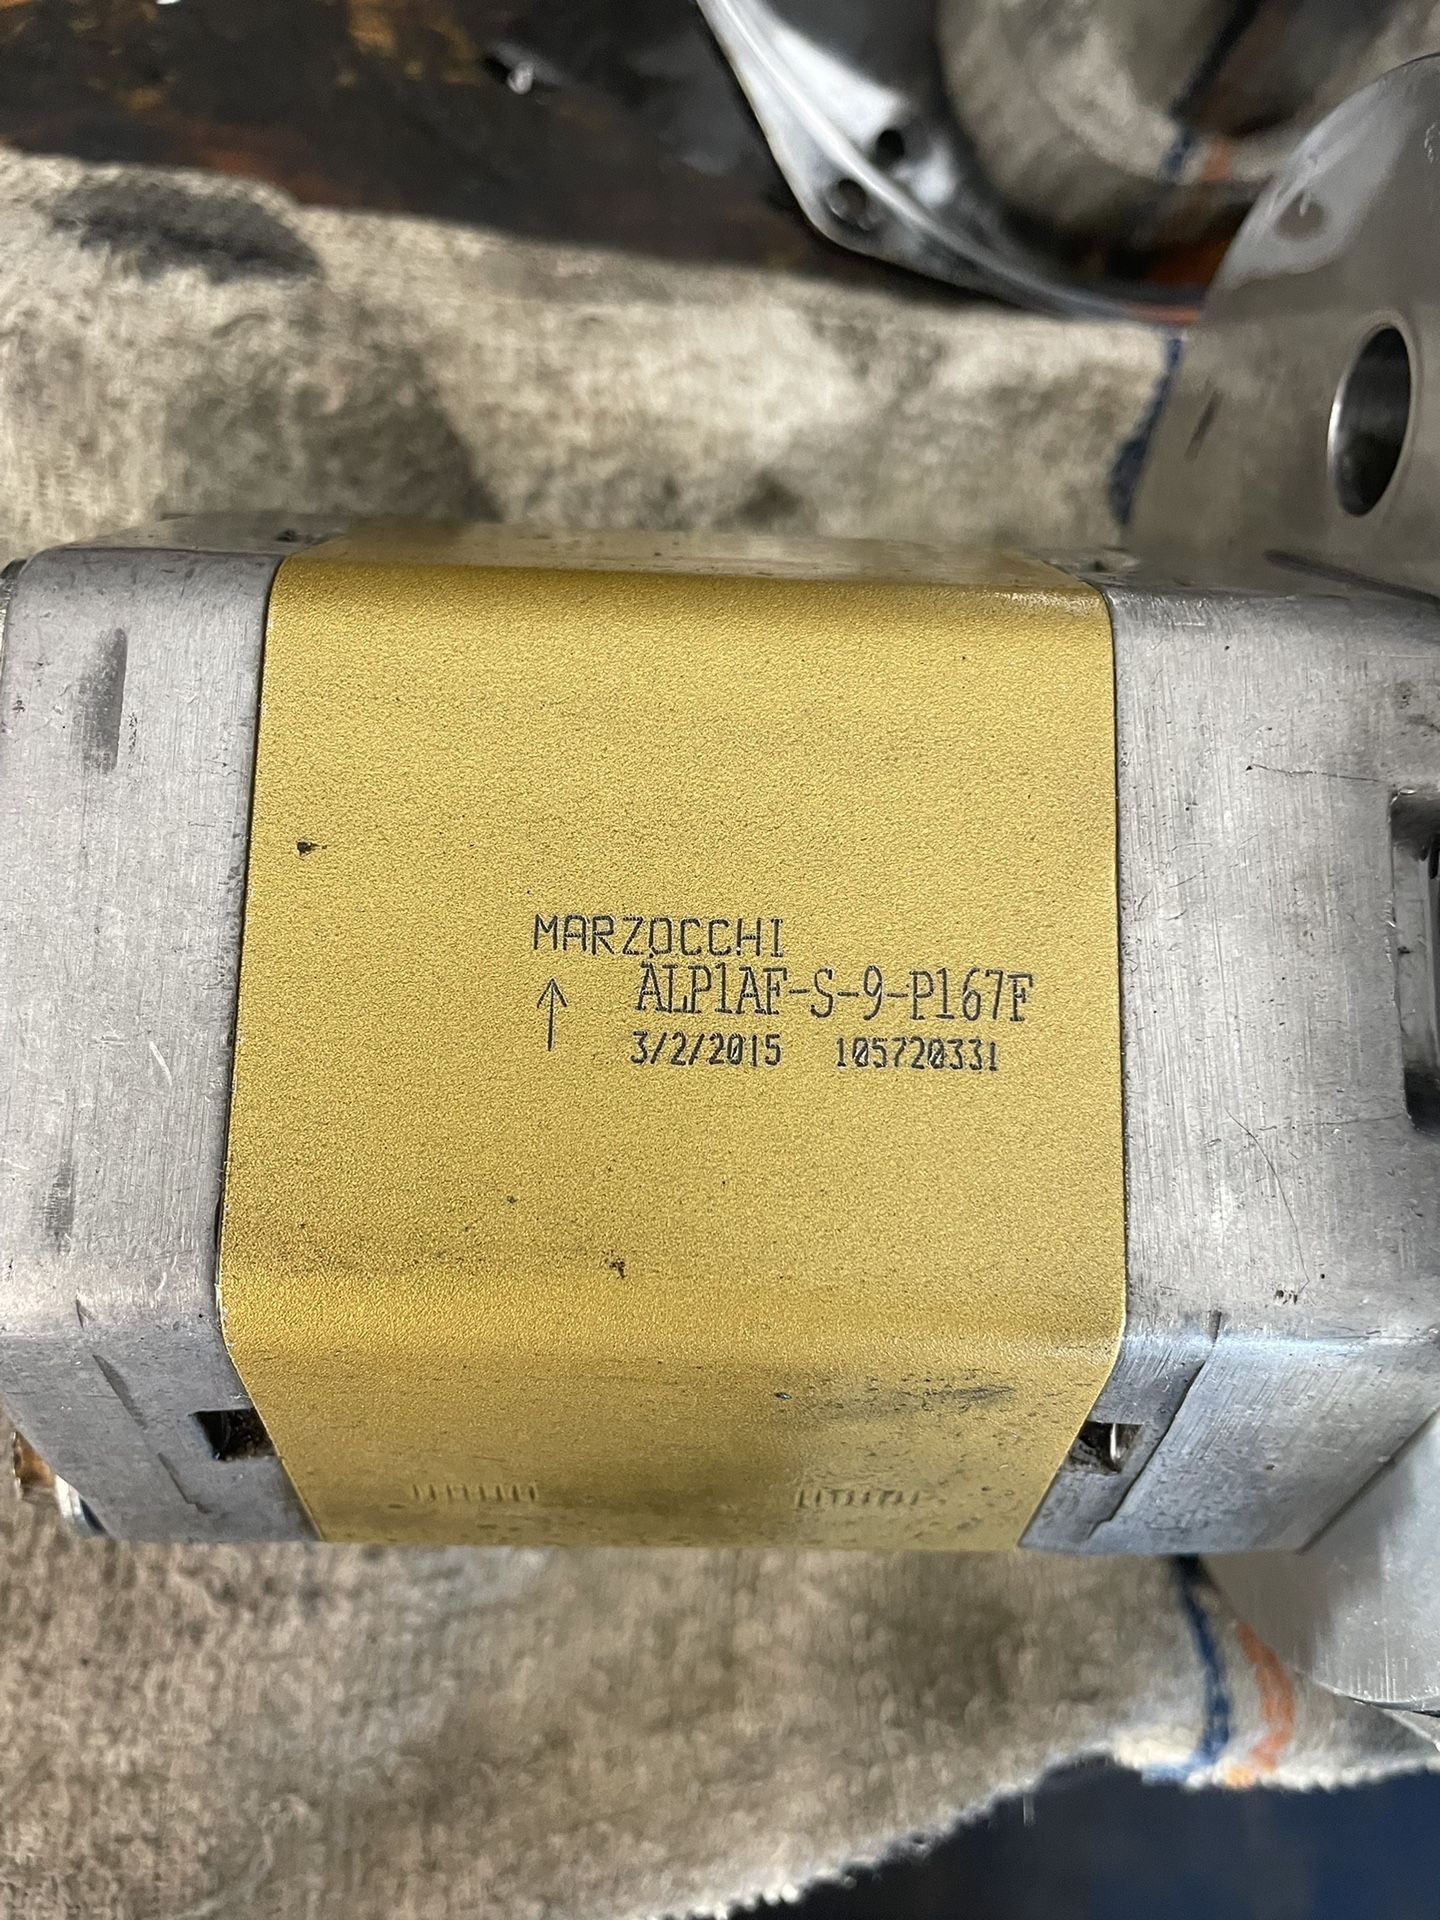 MARZOCCHI
↑ ALP1AF-S-9-P167F
3/2/2015 105720331